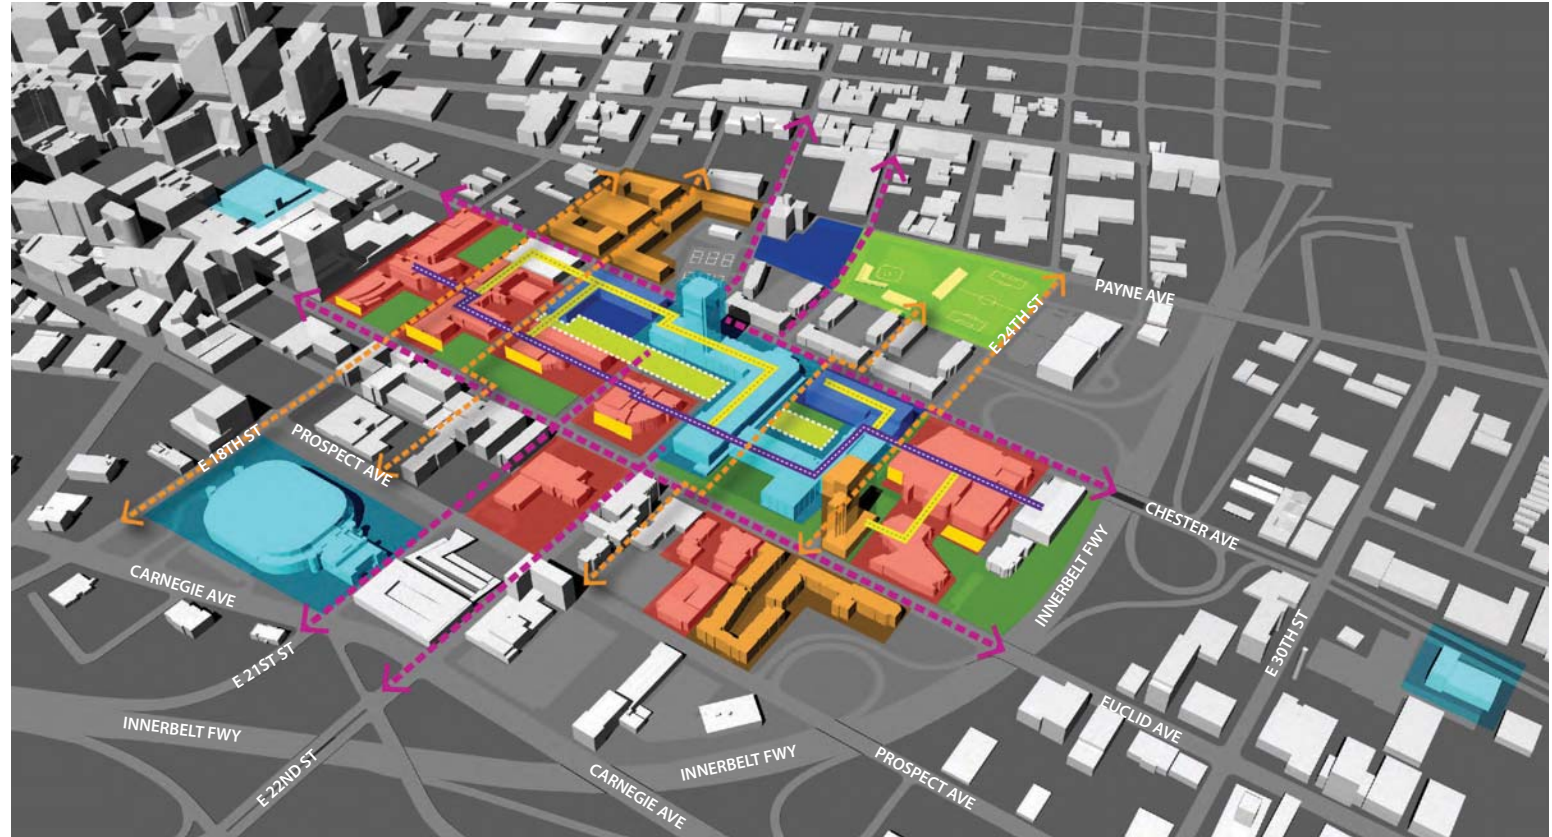 PAYNE AVE
E 24TH ST
E 18TH ST
PROSPECT AVE
CHESTER AVE
INNERBELT FWY
CARNEGIE AVE
E 21ST ST
E 30TH ST
INNERBELT FWY
EUCLID AVE
INNERBELT FWY
E 22ND ST
CARNEGIE AVE
PROSPECT AVE